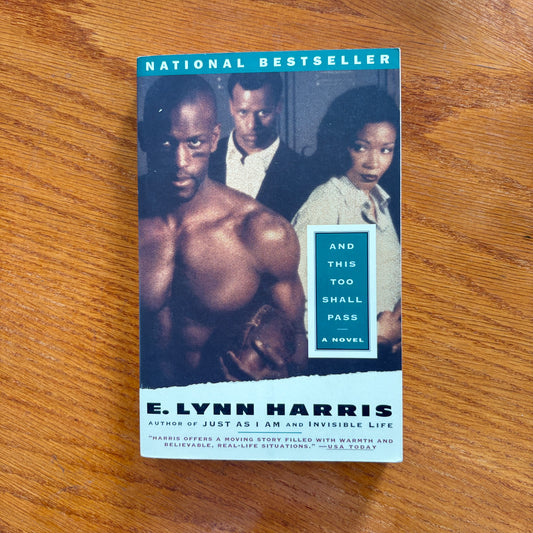 NATIONAL BESTSELLER
AND
THIS
TOO
SHALL
PASS
A NOVEL
E. LYNN HARRIS
AUTHOR OF JUST AS I AM AND INVISIBLE LIFE
"HARRIS OFFERS A MOVING STORY FILLED WITH WARMTH AND
BELIEVABLE, REAL-LIFE SITUATIONS." —USA TODAY